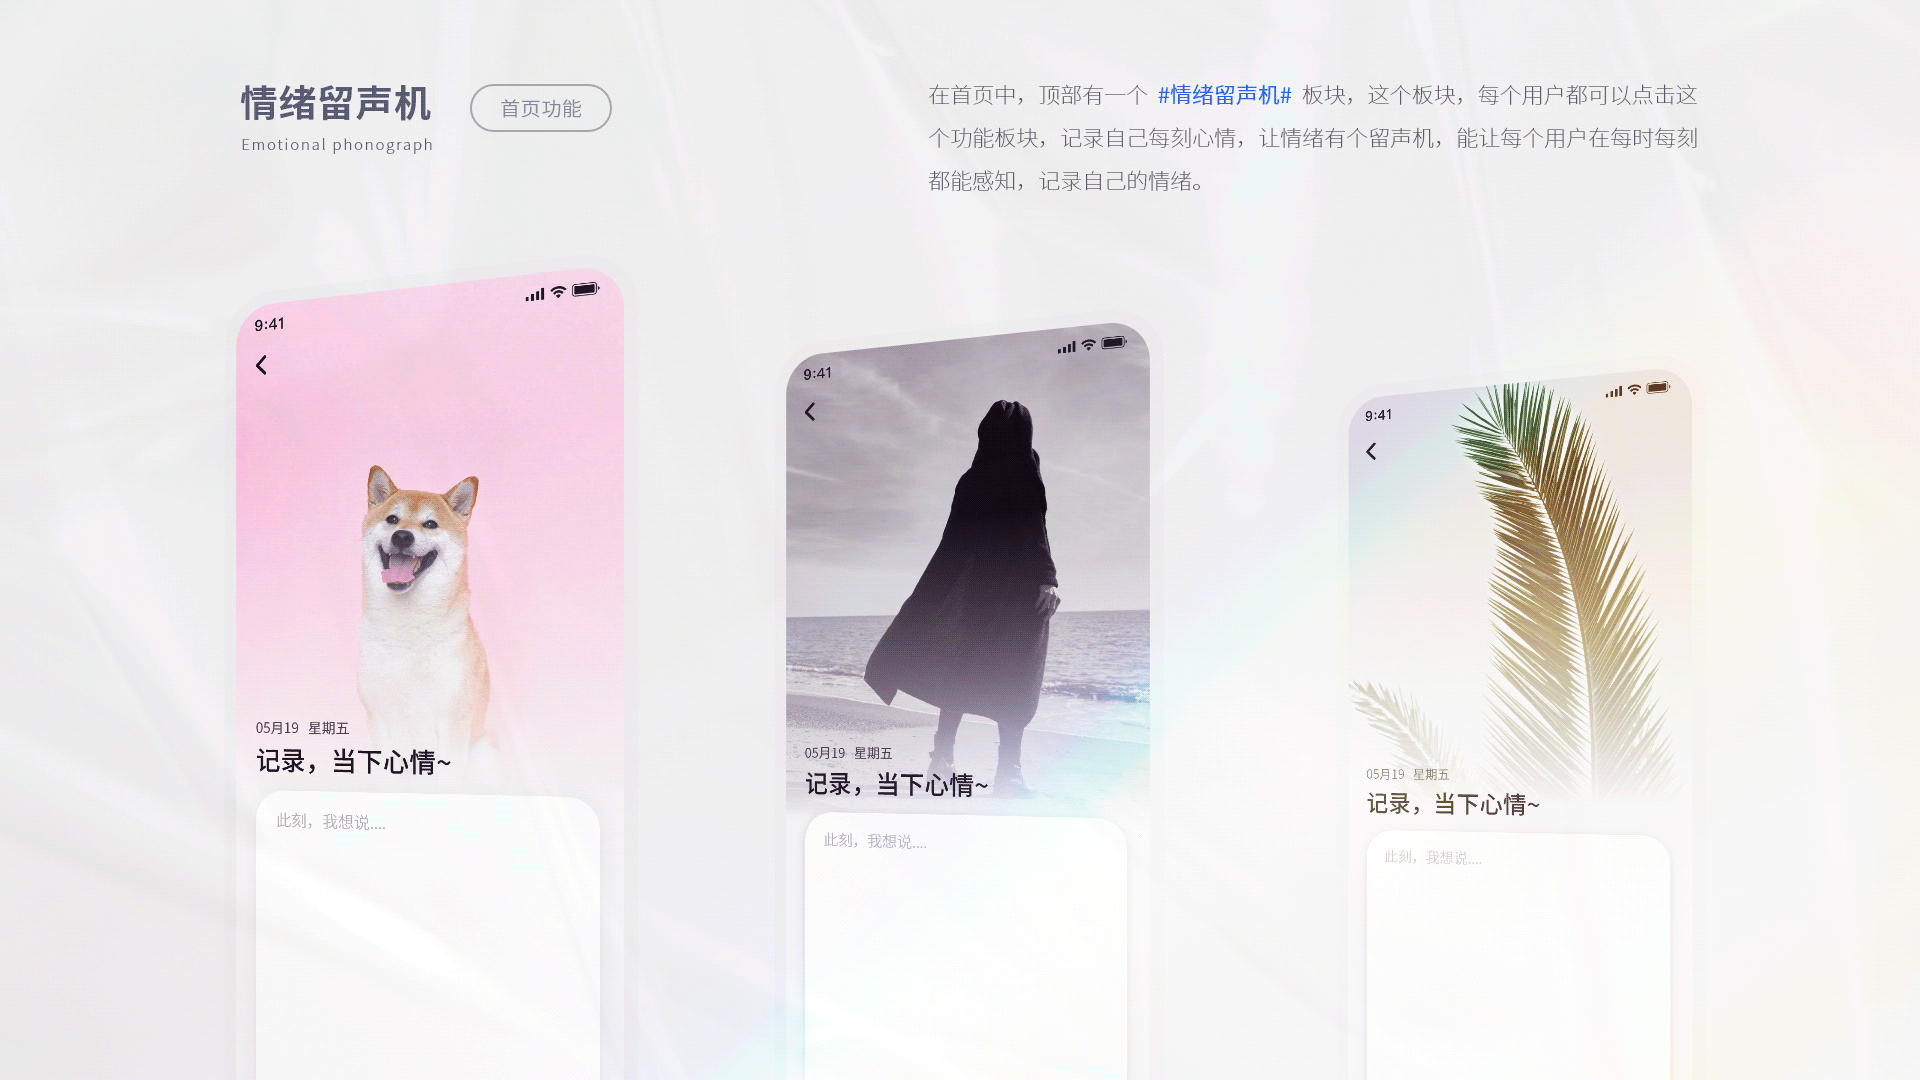 情绪留声机
首页功能
Emotional phonograph
在首页中，顶部有一个 #情绪留声机# 板块，这个板块，每个用户都可以点击这
个功能板块，记录自己每刻心情，让情绪有个留声机，能让每个用户在每时每刻
都能感知，记录自己的情绪。
9:41
05月19 星期五
记录，当下心情~
此刻，我想说....
9:41
05月19 星期五
记录，当下心情~
此刻，我想说....
9:41
05月19 星期五
记录，当下心情~
此刻，我想说....